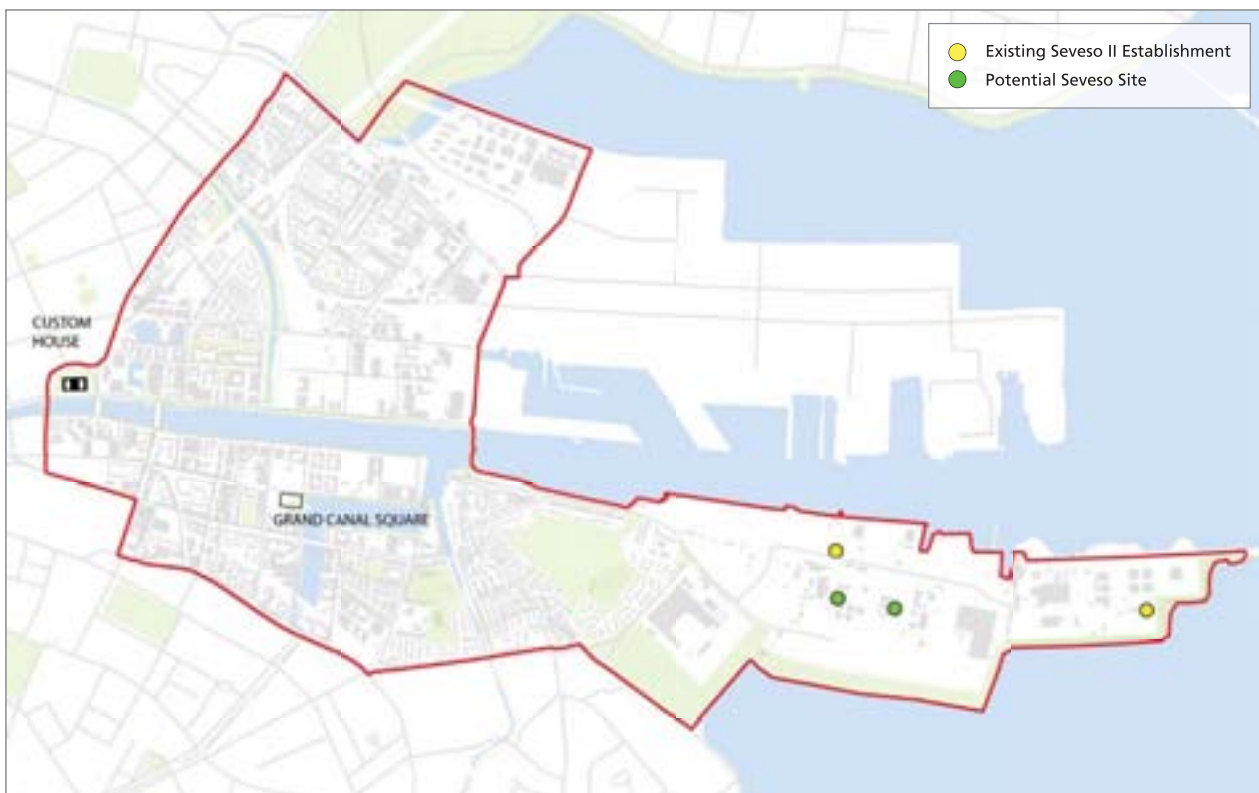 Existing Seveso II Establishment
Potential Seveso Site
CUSTOM
HOUSE
GRAND CANAL SQUARE